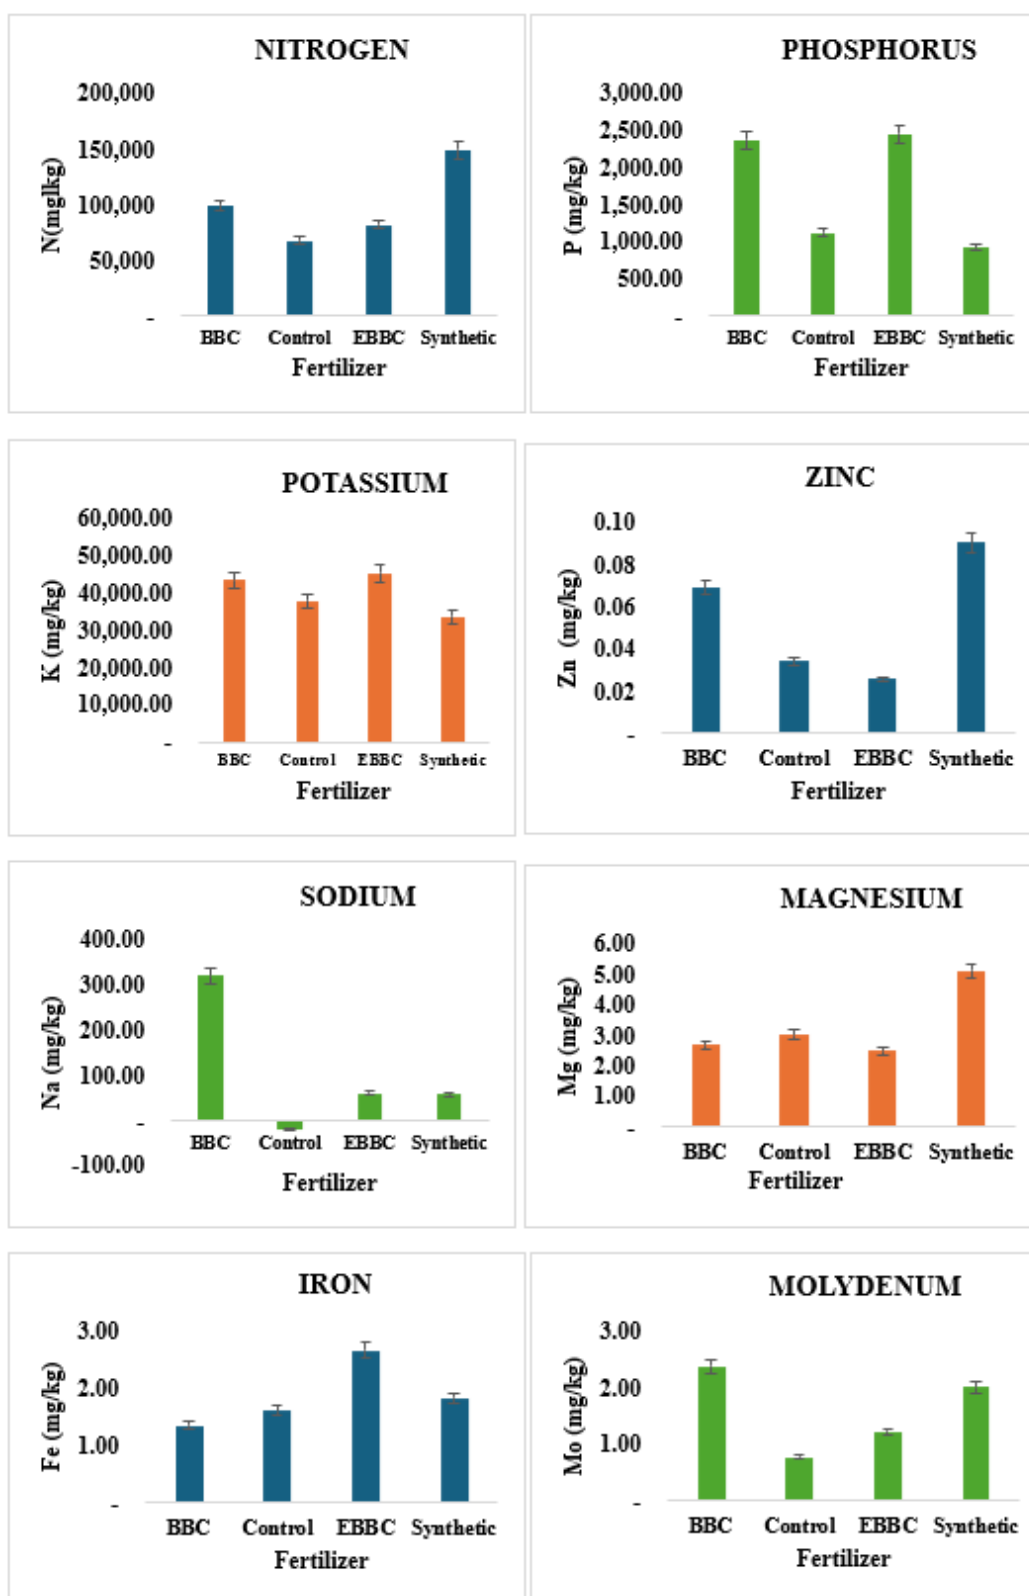 NITROGEN
200,000
150,000
100,000
50,000
-
N(mglkg)
BBC Control EBBC Synthetic
Fertilizer
PHOSPHORUS
3,000.00
2,500.00
2,000.00
1,500.00
1,000.00
500.00
-
P (mg/kg)
BBC Control EBBC Synthetic
Fertilizer
POTASSIUM
60,000.00
50,000.00
40,000.00
30,000.00
20,000.00
10,000.00
-
K (mg/kg)
BBC Control EBBC Synthetic
Fertilizer
ZINC
0.10
0.08
0.06
0.04
0.02
-
Zn (mg/kg)
BBC Control EBBC Synthetic
Fertilizer
SODIUM
400.00
300.00
200.00
100.00
-
-100.00
Na (mg/kg)
BBC Control EBBC Synthetic
Fertilizer
MAGNESIUM
6.00
5.00
4.00
3.00
2.00
1.00
-
Mg (mg/kg)
BBC Control EBBC Synthetic
Fertilizer
IRON
3.00
2.00
1.00
-
Fe (mg/kg)
BBC Control EBBC Synthetic
Fertilizer
MOLYDENUM
3.00
2.00
1.00
-
Mo (mg/kg)
BBC Control EBBC Synthetic
Fertilizer